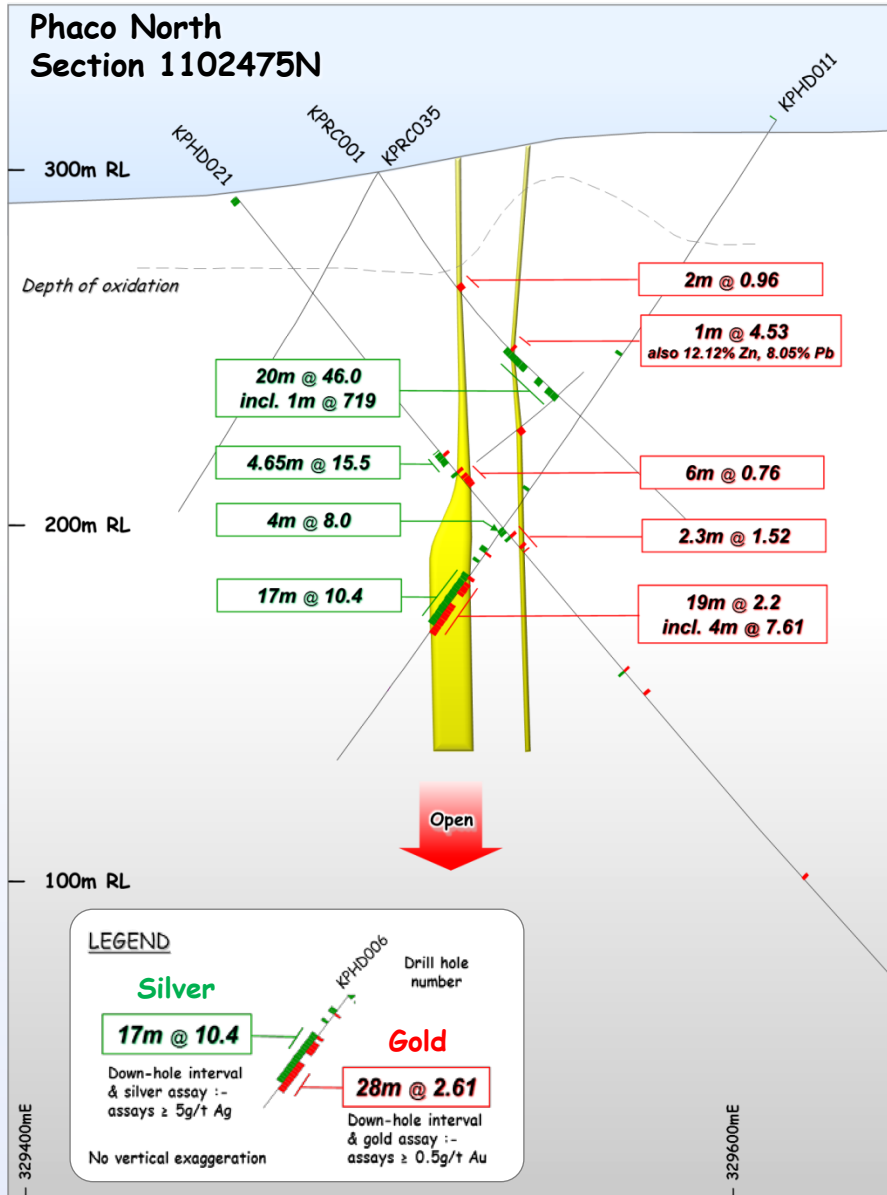 Phaco North
Section 1102475N
KPHD021
KPRC001
KPRC035
KPHD011
300m RL
Depth of oxidation
2m @ 0.96
1m @ 4.53
also 12.12% Zn, 8.05% Pb
20m @ 46.0
incl. 1m @ 719
4.65m @ 15.5
6m @ 0.76
200m RL
4m @ 8.0
2.3m @ 1.52
17m @ 10.4
19m @ 2.2
incl. 4m @ 7.61
Open
100m RL
LEGEND
KPHD006
Drill hole
number
Silver
17m @ 10.4
Down-hole interval
& silver assay :-
assays ≥ 5g/t Ag
Gold
28m @ 2.61
Down-hole interval
& gold assay :-
assays ≥ 0.5g/t Au
No vertical exaggeration
329400mE
329600mE